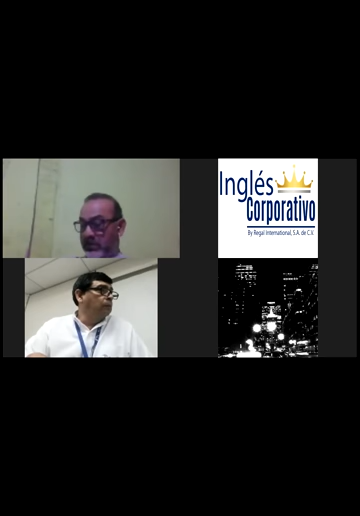 Inglés
Corporativo
By Regal International, S.A. de C.V.